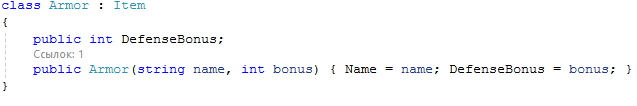 class Armor : Item
{
public int DefenseBonus;
Ссылок: 1
public Armor(string name, int bonus) { Name = name; DefenseBonus = bonus; }
}